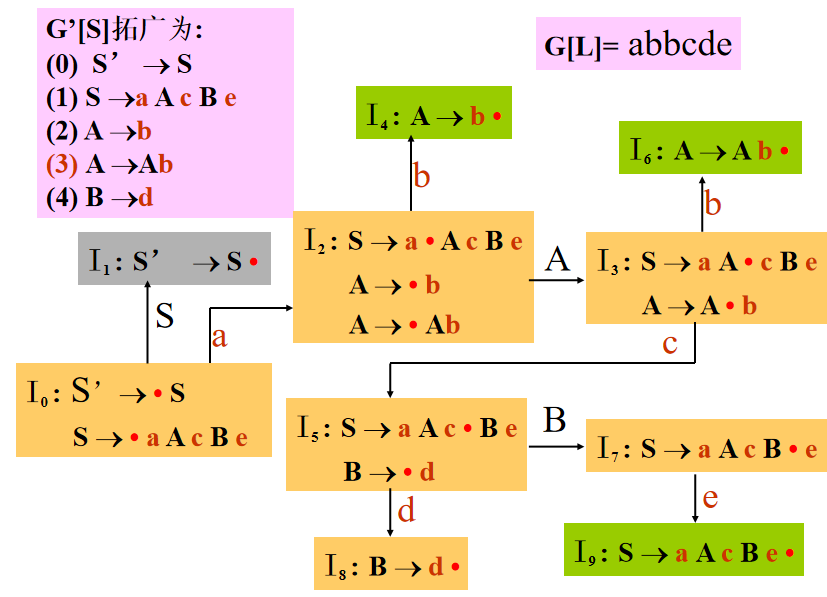 G'[S]拓广为:
(0) S' → S
(1) S →a A c B e
(2) A →b
(3) A →Ab
(4) B →d
G[L]= abbcde
I4: A → b •
b
I6: A → A b •
b
I1: S' → S •
S
a
I2: S → a • A c B e
A → • b
A → • Ab
A
I3: S → a A • c B e
A → A • b
c
I0: S' → • S
S → • a A c B e
I5: S → a A c • B e
B → • d
B
I7: S → a A c B • e
d
e
I8: B → d •
I9: S → a A c B e •